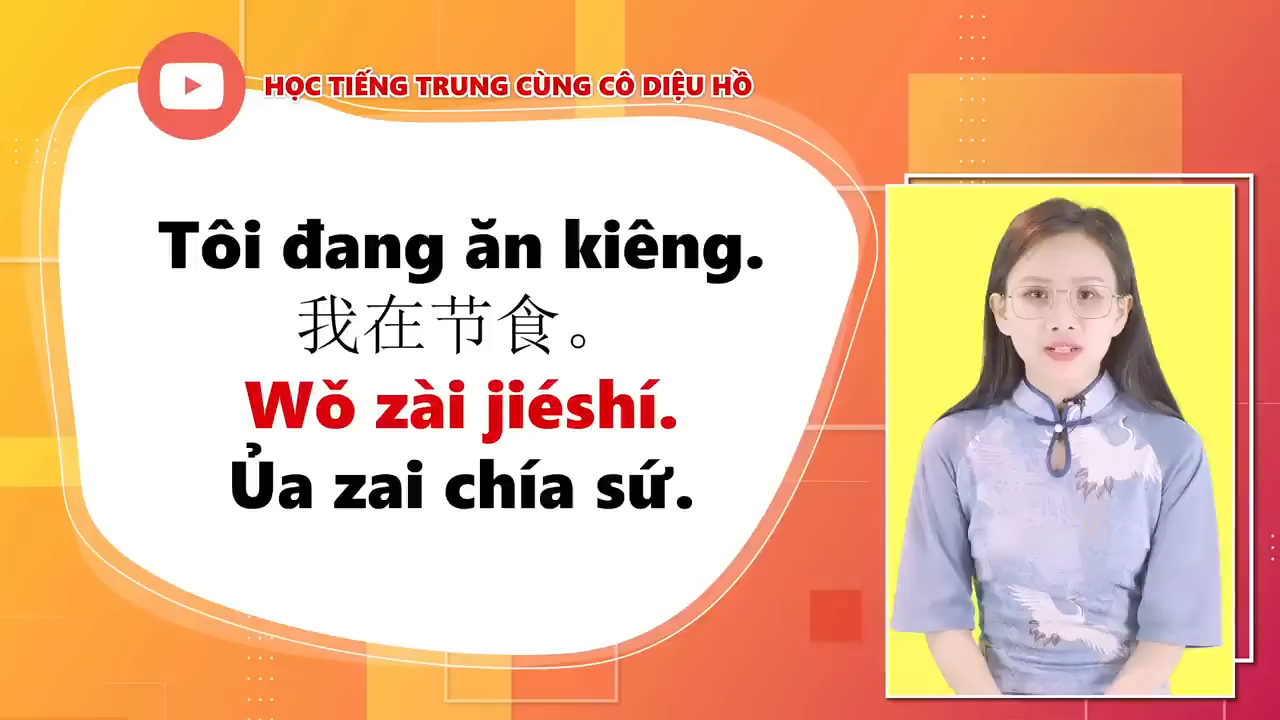 HỌC TIẾNG TRUNG CÙNG CÔ DIỆU HỒ
Tôi đang ăn kiêng.
我在节食。
Wǒ zài jiéshí.
Ủa zai chía sứ.